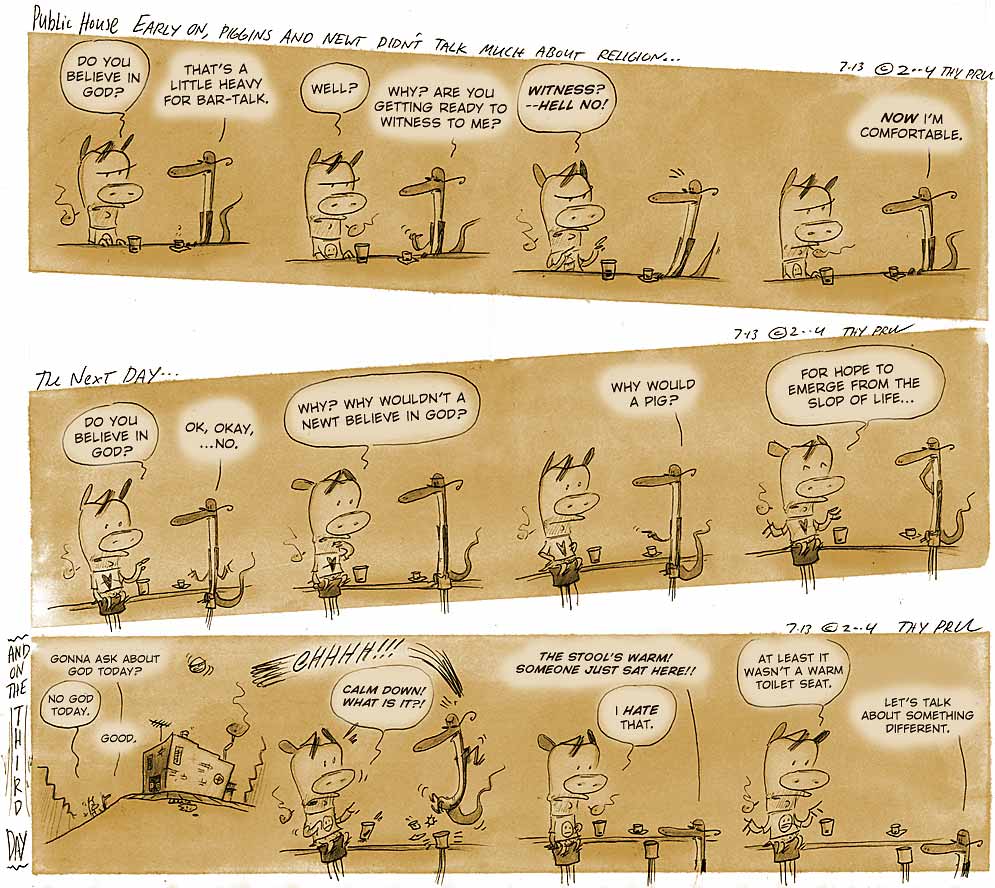 Public House EARLY ON, PIGGINS AND NEWT DIDN'T TALK MUCH ABOUT RELIGION...
7-13 © 2--4 THY PRU
DO YOU
BELIEVE IN
GOD?
THAT'S A
LITTLE HEAVY
FOR BAR-TALK.
WELL?
WHY? ARE YOU
GETTING READY TO
WITNESS TO ME?
WITNESS?
--HELL NO!
NOW I'M
COMFORTABLE.
7-13 © 2--4 THY PRU
The Next DAY...
DO YOU
BELIEVE IN
GOD?
OK, OKAY,
...NO.
WHY? WHY WOULDN'T A
NEWT BELIEVE IN GOD?
WHY WOULD
A PIG?
FOR HOPE TO
EMERGE FROM THE
SLOP OF LIFE...
7-13 © 2--4 THY PRU
AND
ON
THE
THIRD
DAY
GONNA ASK ABOUT
GOD TODAY?
NO GOD
TODAY.
GOOD.
@HHHH!!!
CALM DOWN!
WHAT IS IT?!
THE STOOL'S WARM!
SOMEONE JUST SAT HERE!!
I HATE
THAT.
AT LEAST IT
WASN'T A WARM
TOILET SEAT.
LET'S TALK
ABOUT SOMETHING
DIFFERENT.